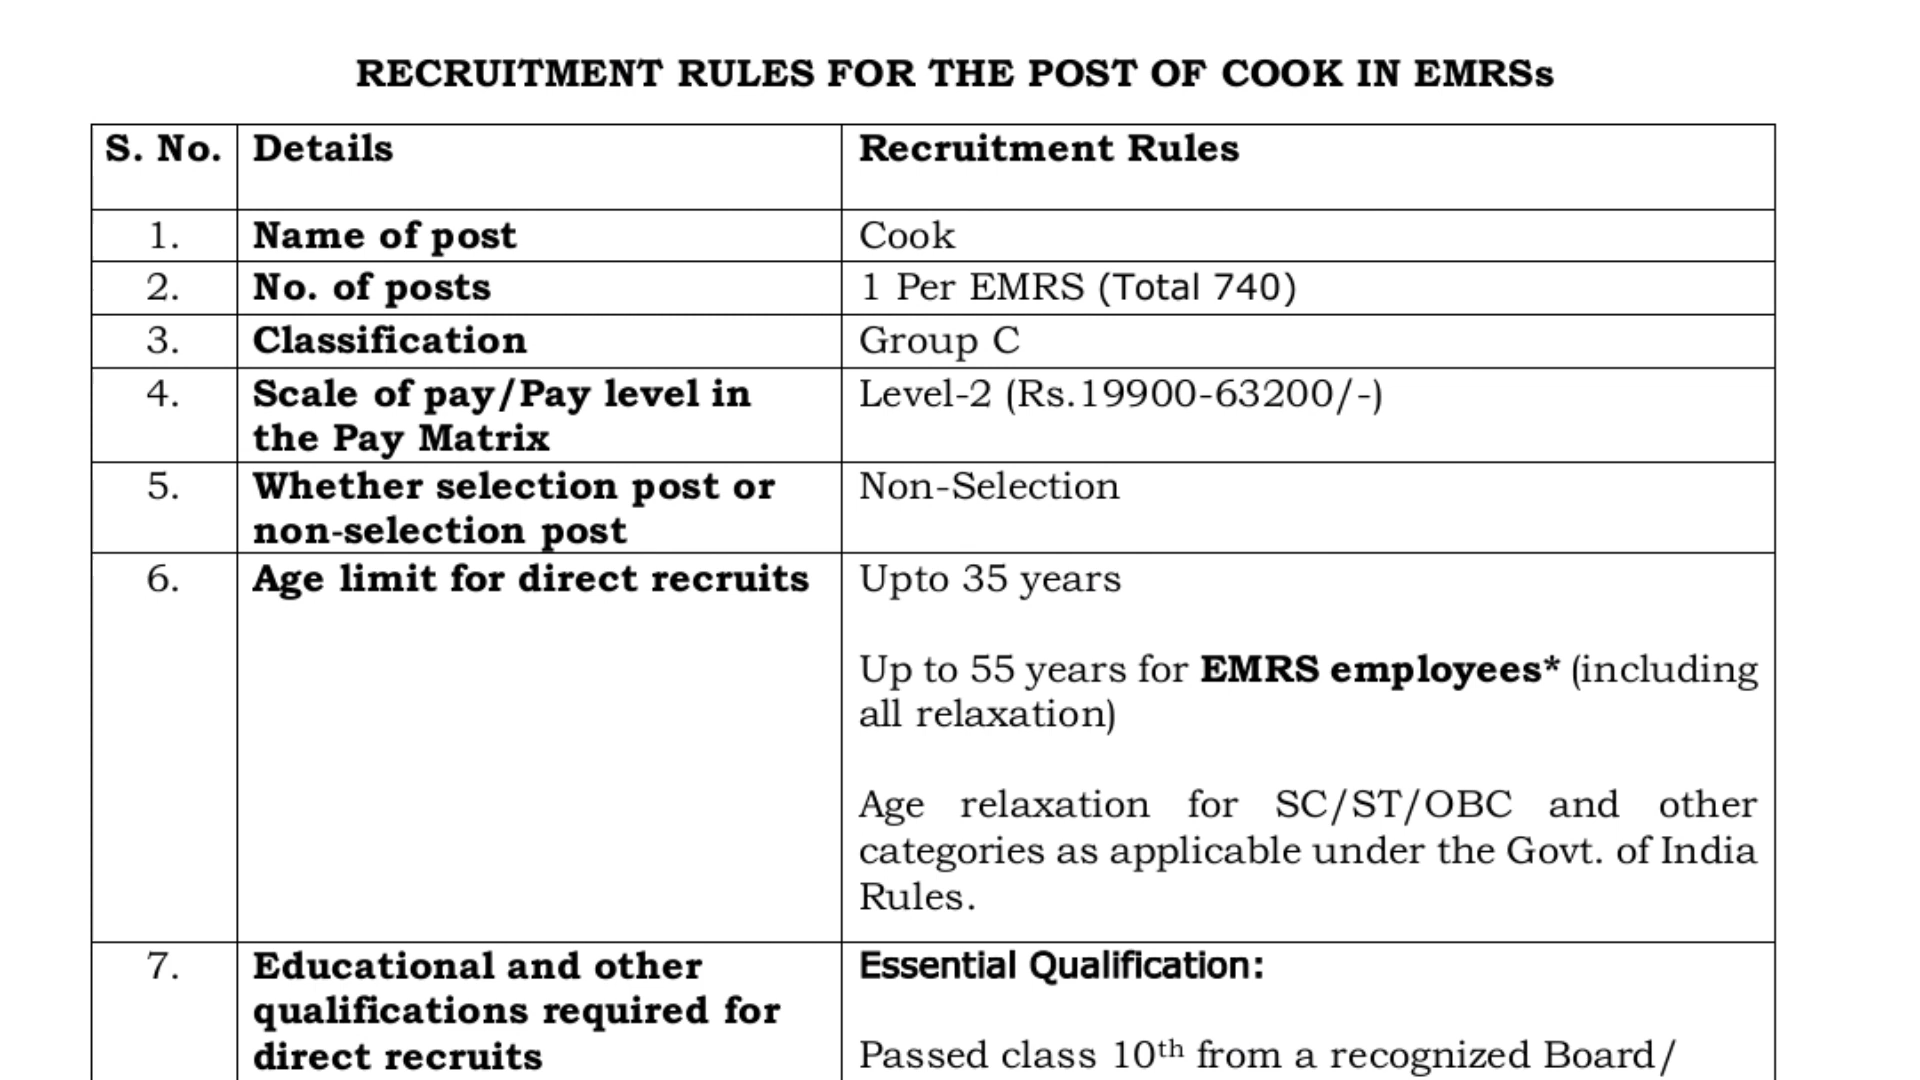 RECRUITMENT RULES FOR THE POST OF COOK IN EMRSs
S. No. Details Recruitment Rules
1. Name of post Cook
2. No. of posts 1 Per EMRS (Total 740)
3. Classification Group C
4. Scale of pay/Pay level in Level-2 (Rs.19900-63200/-)
the Pay Matrix
5. Whether selection post or Non-Selection
non-selection post
6. Age limit for direct recruits Upto 35 years
Up to 55 years for EMRS employees* (including
all relaxation)
Age relaxation for SC/ST/OBC and other
categories as applicable under the Govt. of India
Rules.
7. Educational and other Essential Qualification:
qualifications required for
direct recruits Passed class 10th from a recognized Board/